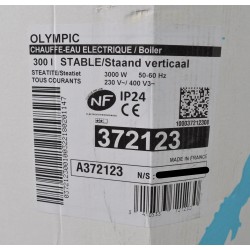 OLYMPIC
CHAUFFE-EAU ELECTRIQUE / Boiler
300 l STABLE/Staand verticaal
STEATITE/Steatiet 3000 W 50-60 Hz
TOUS COURANTS 230 V~/ 400 V3~
NF IP24
CE
372123
MADE IN FRANCE
A372123
N/S :